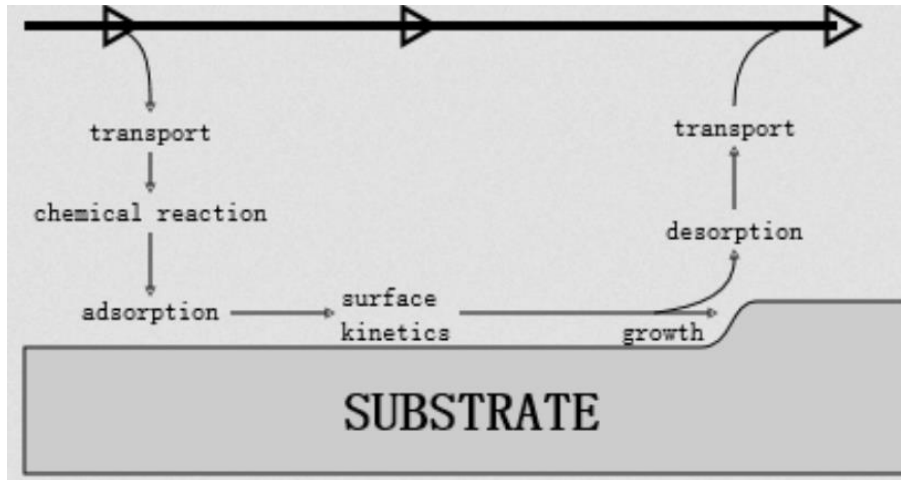 transport
transport
chemical reaction
desorption
adsorption
surface
kinetics
growth
SUBSTRATE